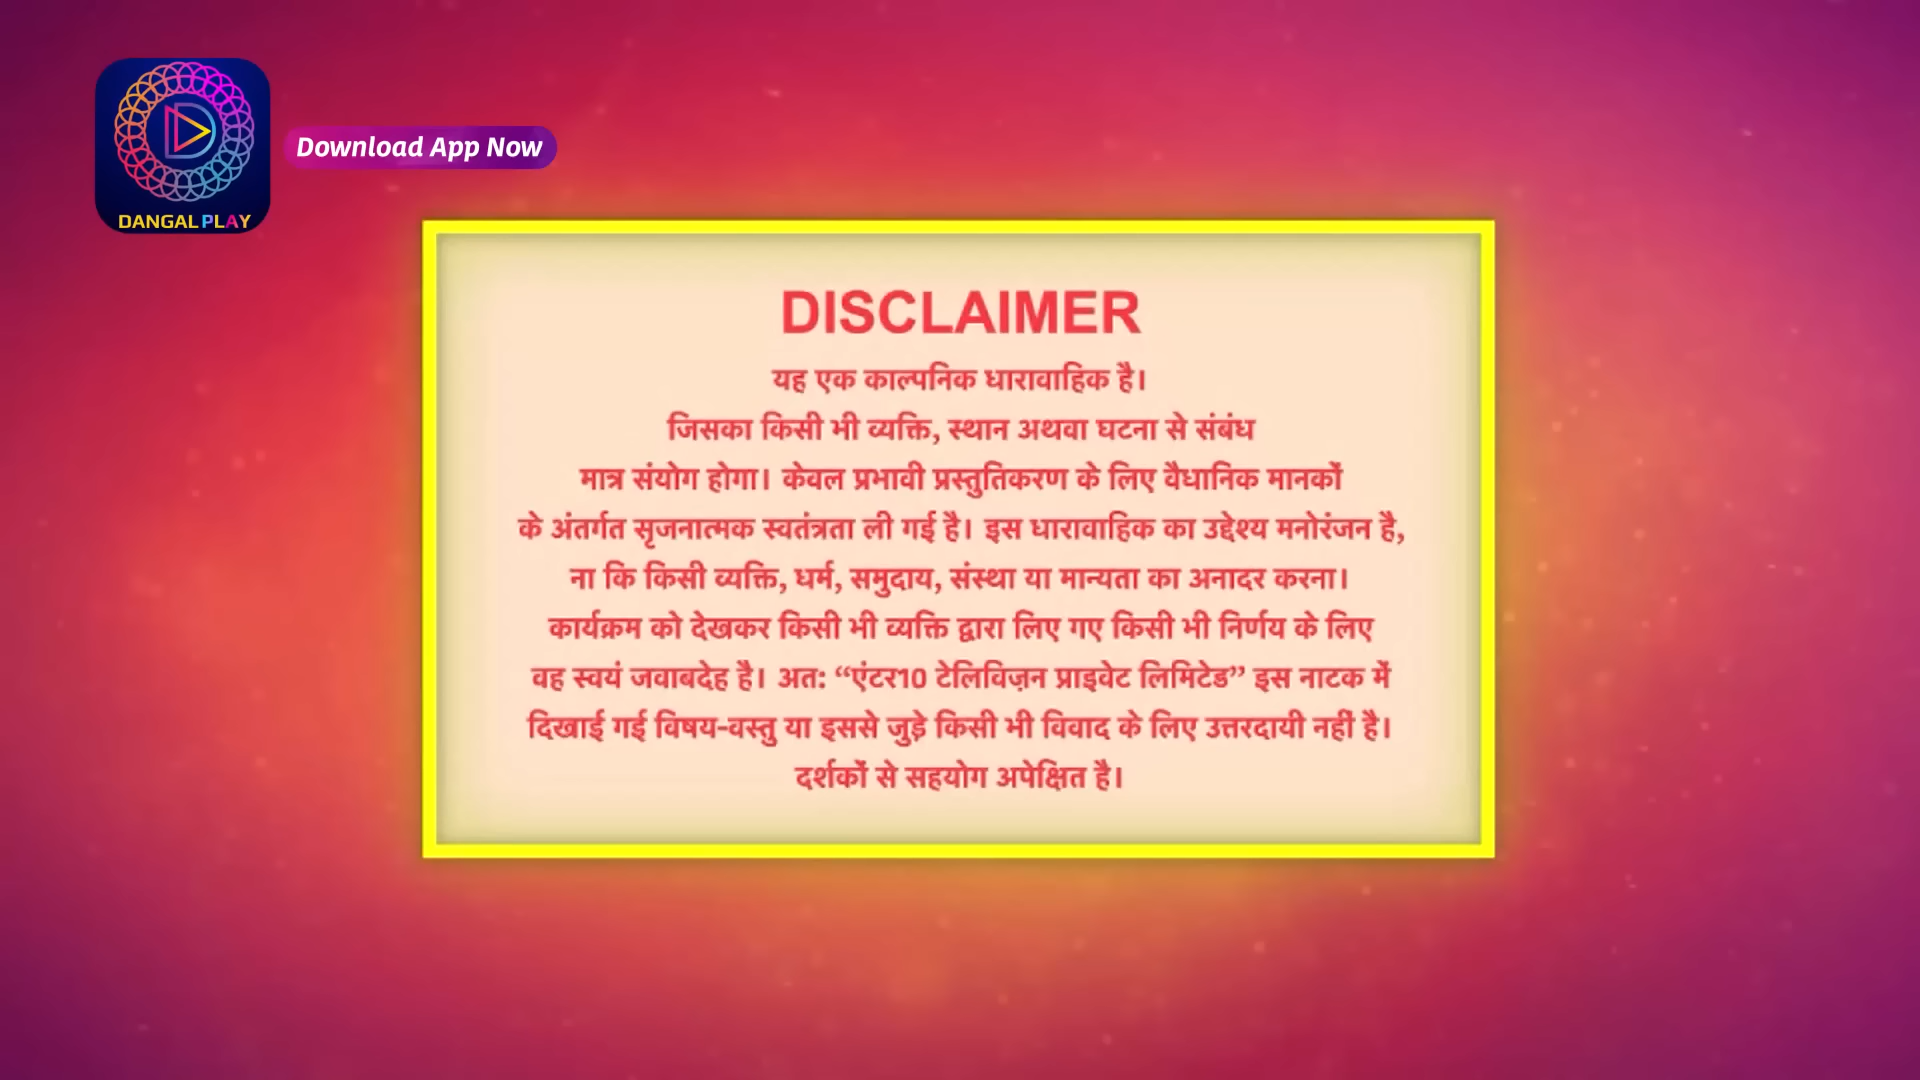 DANGAL PLAY
Download App Now
DISCLAIMER
यह एक काल्पनिक धारावाहिक है।
जिसका किसी भी व्यक्ति, स्थान अथवा घटना से संबंध
मात्र संयोग होगा। केवल प्रभावी प्रस्तुतिकरण के लिए वैधानिक मानकों
के अंतर्गत सृजनात्मक स्वतंत्रता ली गई है। इस धारावाहिक का उद्देश्य मनोरंजन है,
ना कि किसी व्यक्ति, धर्म, समुदाय, संस्था या मान्यता का अनादर करना।
कार्यक्रम को देखकर किसी भी व्यक्ति द्वारा लिए गए किसी भी निर्णय के लिए
वह स्वयं जवाबदेह है। अत: “एंटर10 टेलिविज़न प्राइवेट लिमिटेड” इस नाटक में
दिखाई गई विषय-वस्तु या इससे जुड़े किसी भी विवाद के लिए उत्तरदायी नहीं है।
दर्शकों से सहयोग अपेक्षित है।